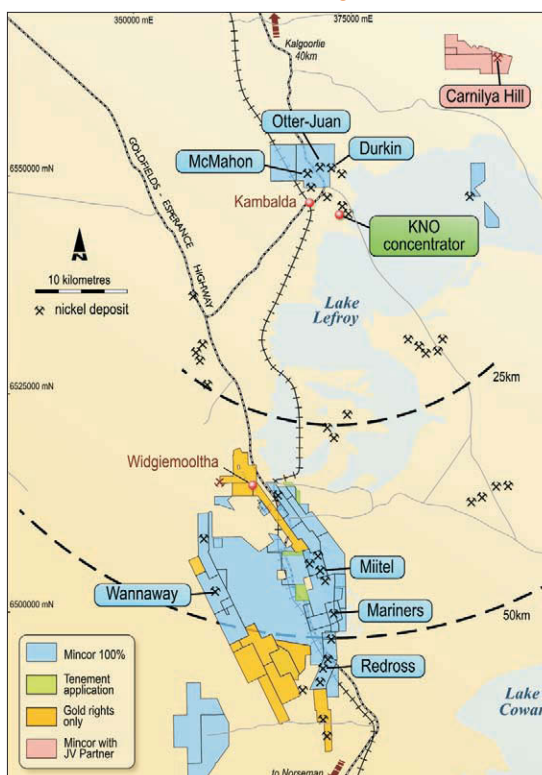 350000 mE
375000 mE
Kalgoorlie
40km
Carnilya Hill
Otter-Juan
McMahon
Durkin
6550000 mN
Kambalda
KNO
concentrator
GOLDFIELDS - ESPERANCE
HIGHWAY
N
10 kilometres
nickel deposit
Lake
Lefroy
6525000 mN
25km
Widgiemooltha
Miitel
Wannaway
Mariners
6500000 mN
50km
Redross
Mincor 100%
Tenement
application
Gold rights
only
Mincor with
JV Partner
Lake
Cowan
to Norseman